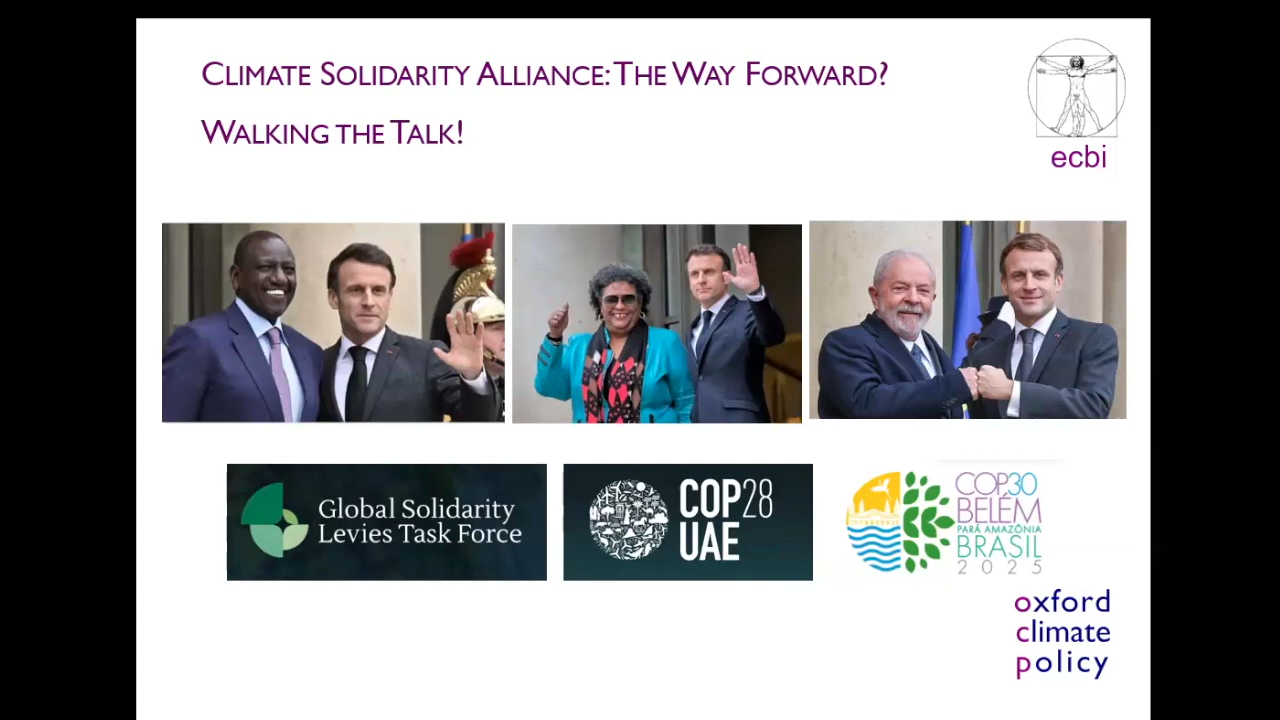 CLIMATE SOLIDARITY ALLIANCE: THE WAY FORWARD?
WALKING THE TALK!
ecbi
Global Solidarity
Levies Task Force
COP28
UAE
COP30
BELÉM
PARÁ AMAZÔNIA
BRASIL
2025
oxford
climate
policy